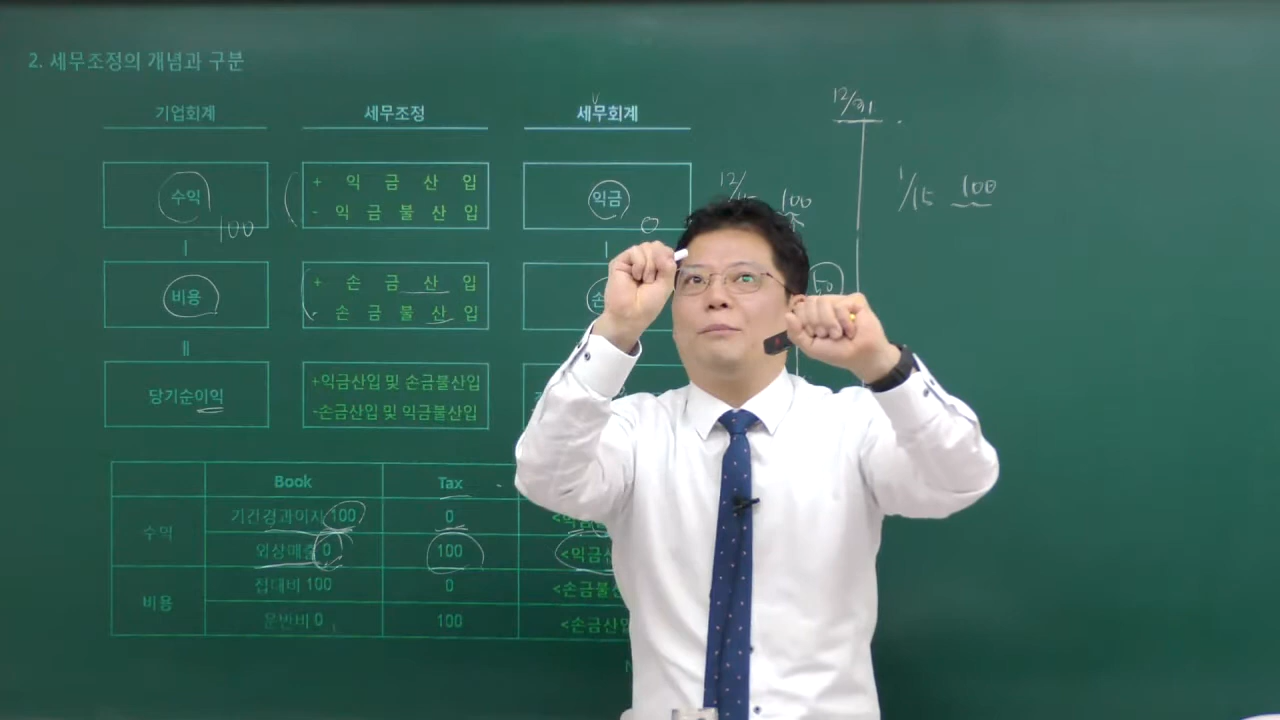 2. 세무조정의 개념과 구분
기업회계 세무조정 세무회계
12/31
수익 + 익 금 산 입 익금
- 익 금 불 산 입
12/15 100
1/15 100
100
0
비용 + 손 금 산 입 손
- 손 금 불 산 입
50
당기순이익 +익금산입 및 손금불산입
-손금산입 및 익금불산입
Book Tax
수익 기간경과이자 100 0
외상매출 0 100 <익금산
비용 접대비 100 0 <손금불
운반비 0 100 <손금산입